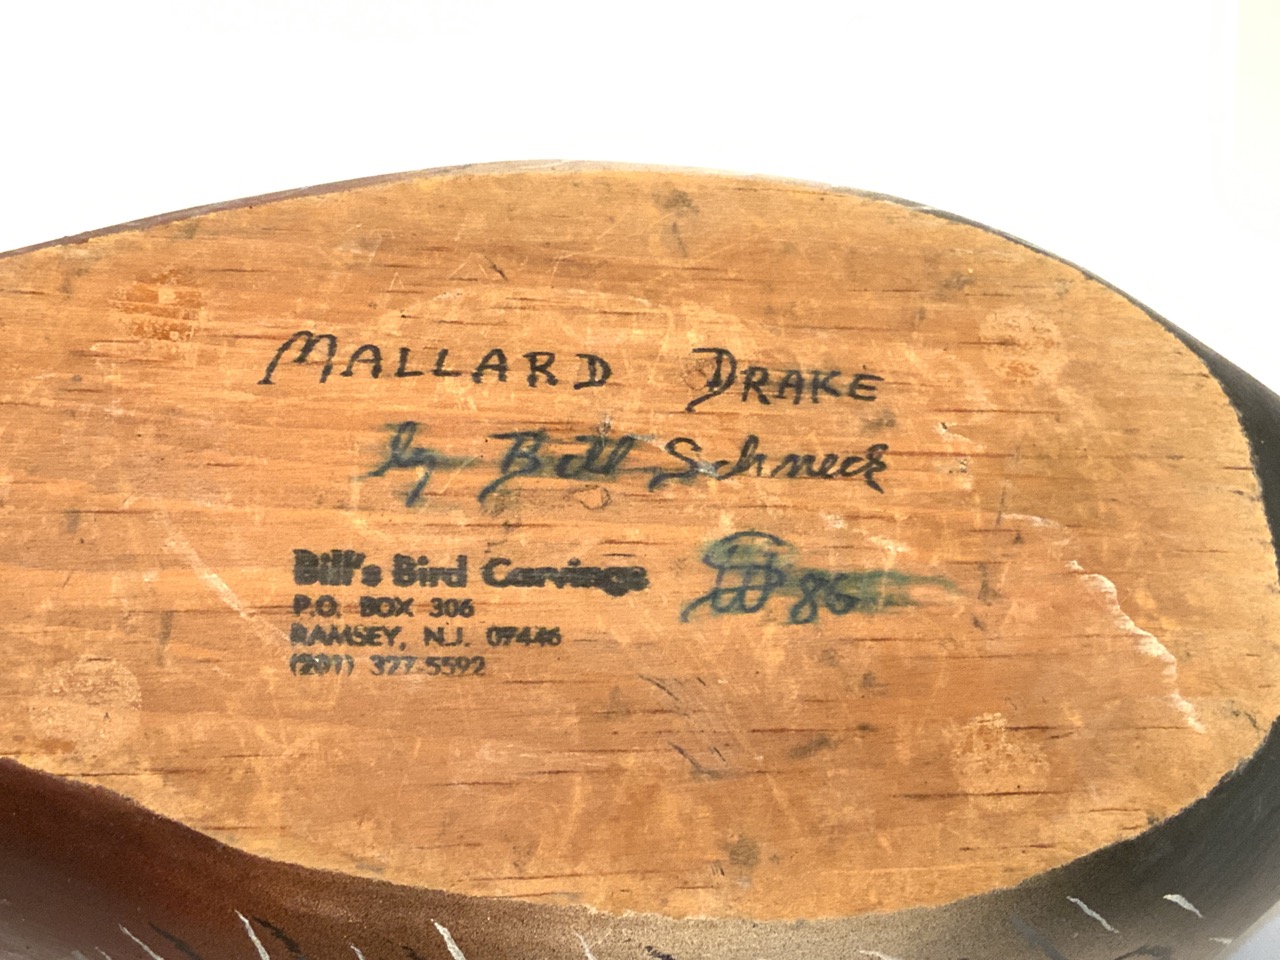 MALLARD DRAKE
by Bill Schneck
Bill's Bird Carvings
P.O. BOX 306
RAMSEY, N.J. 07446
(201) 327-5592